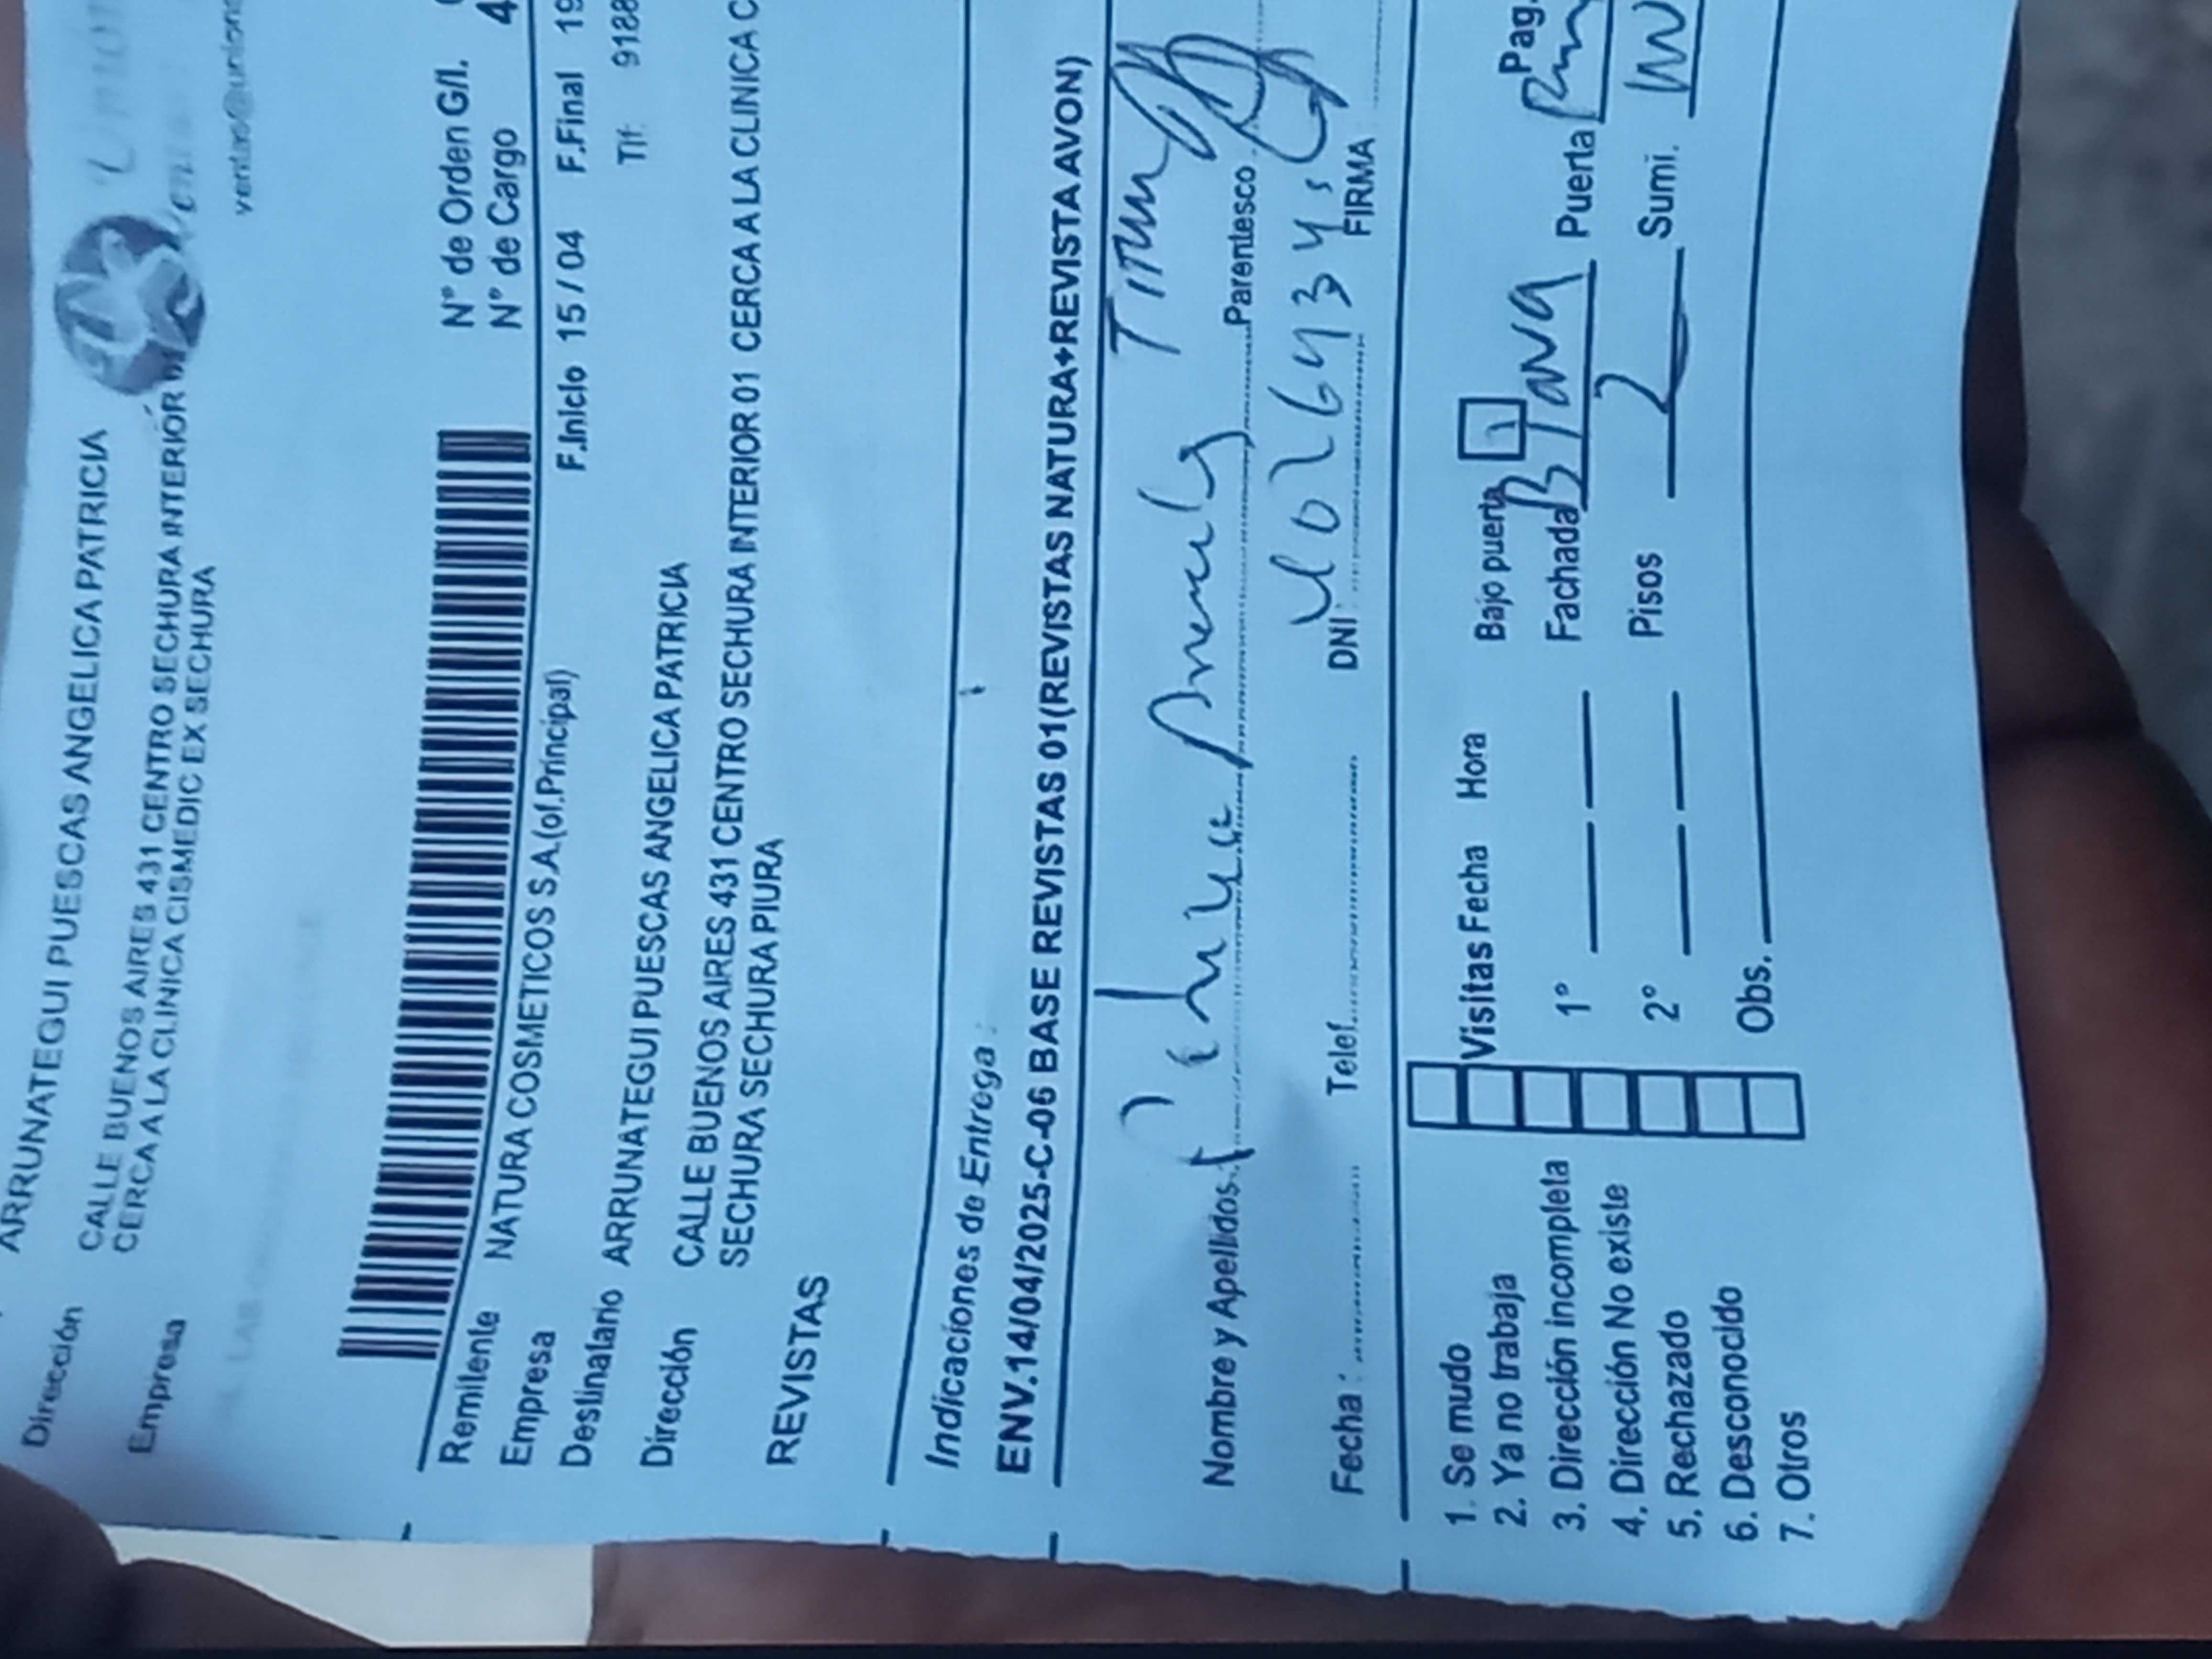 ARRUNATEGUI PUESCAS ANGELICA PATRICIA
Dirección CALLE BUENOS AIRES 431 CENTRO SECHURA INTERIOR
CERCA A LA CLINICA CISMEDIC EX SECHURA
Empresa
N° de Orden G/I.
N° de Cargo 4
Remitente NATURA COSMETICOS S.A.(of.Principal)
Empresa
F.Inicio 15 / 04 F.Final 19
Destinatario ARRUNATEGUI PUESCAS ANGELICA PATRICIA Tlf: 9188
Dirección CALLE BUENOS AIRES 431 CENTRO SECHURA INTERIOR 01 CERCA A LA CLINICA C
SECHURA SECHURA PIURA
REVISTAS
Indicaciones de Entrega :
ENV.14/04/2025-C-06 BASE REVISTAS 01(REVISTAS NATURA+REVISTA AVON)
Nombre y Apellidos Parentesco
Fecha : Telef. DNI : FIRMA
1. Se mudo
2. Ya no trabaja
3. Dirección incompleta
4. Dirección No existe
5. Rechazado
6. Desconocido
7. Otros
Visitas Fecha Hora Bajo puerta Pag.
1° Fachada Puerta
2° Pisos 2 Sumi.
Obs.